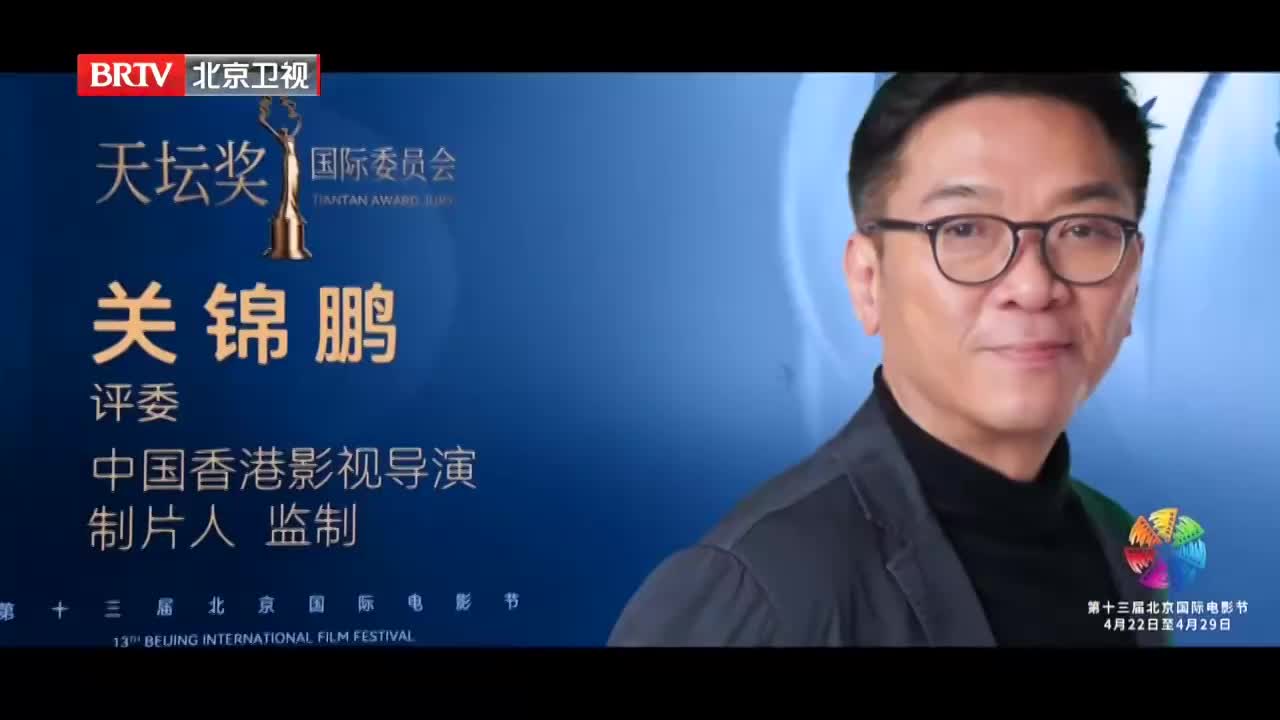 BRTV 北京卫视
天坛奖 国际委员会
TIANTAN AWARD JURY
关锦鹏
评委
中国香港影视导演
制片人 监制
第十三届北京国际电影节
13TH BEIJING INTERNATIONAL FILM FESTIVAL
第十三届北京国际电影节
4月22日至4月29日